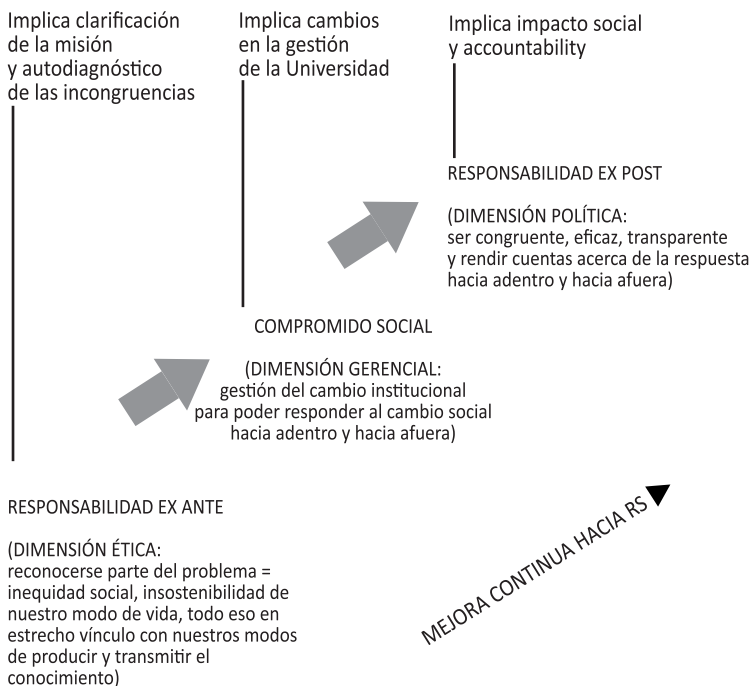 Implica clarificación
de la misión
y autodiagnóstico
de las incongruencias
Implica cambios
en la gestión
de la Universidad
Implica impacto social
y accountability
RESPONSABILIDAD EX POST
(DIMENSIÓN POLÍTICA:
ser congruente, eficaz, transparente
y rendir cuentas acerca de la respuesta
hacia adentro y hacia afuera)
COMPROMIDO SOCIAL
(DIMENSIÓN GERENCIAL:
gestión del cambio institucional
para poder responder al cambio social
hacia adentro y hacia afuera)
RESPONSABILIDAD EX ANTE
(DIMENSIÓN ÉTICA:
reconocerse parte del problema =
inequidad social, insostenibilidad de
nuestro modo de vida, todo eso en
estrecho vínculo con nuestros modos
de producir y transmitir el
conocimiento)
MEJORA CONTINUA HACIA RS